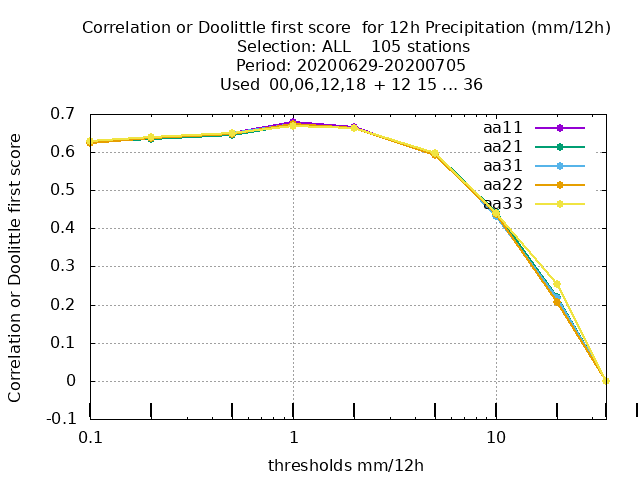 Correlation or Doolittle first score  for 12h Precipitation (mm/12h)
Selection: ALL    105 stations
Period: 20200629-20200705
Used  00,06,12,18  + 12 15 ... 36
Correlation or Doolittle first score
0.7
0.6
0.5
0.4
0.3
0.2
0.1
0
-0.1
aa11
aa21
aa31
aa22
aa33
0.1
1
10
thresholds mm/12h